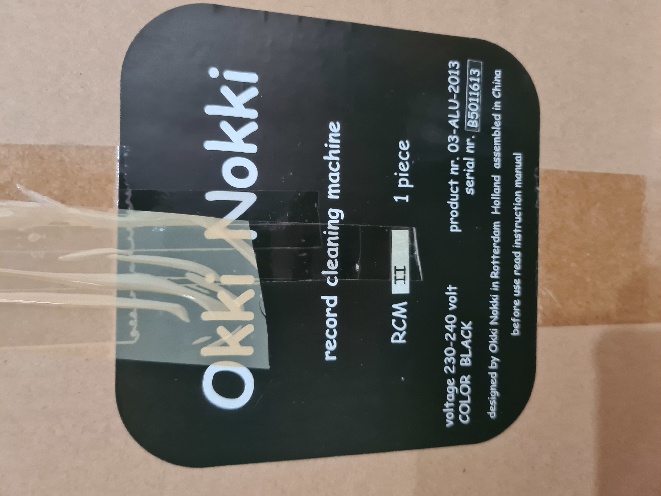 Okki Nokki
record cleaning machine
RCM II 1 piece
voltage 230-240 volt product nr. 03-ALU-2013
COLOR BLACK serial nr. B5011613
designed by Okki Nokki in Rotterdam Holland assembled in China
before use read instruction manual